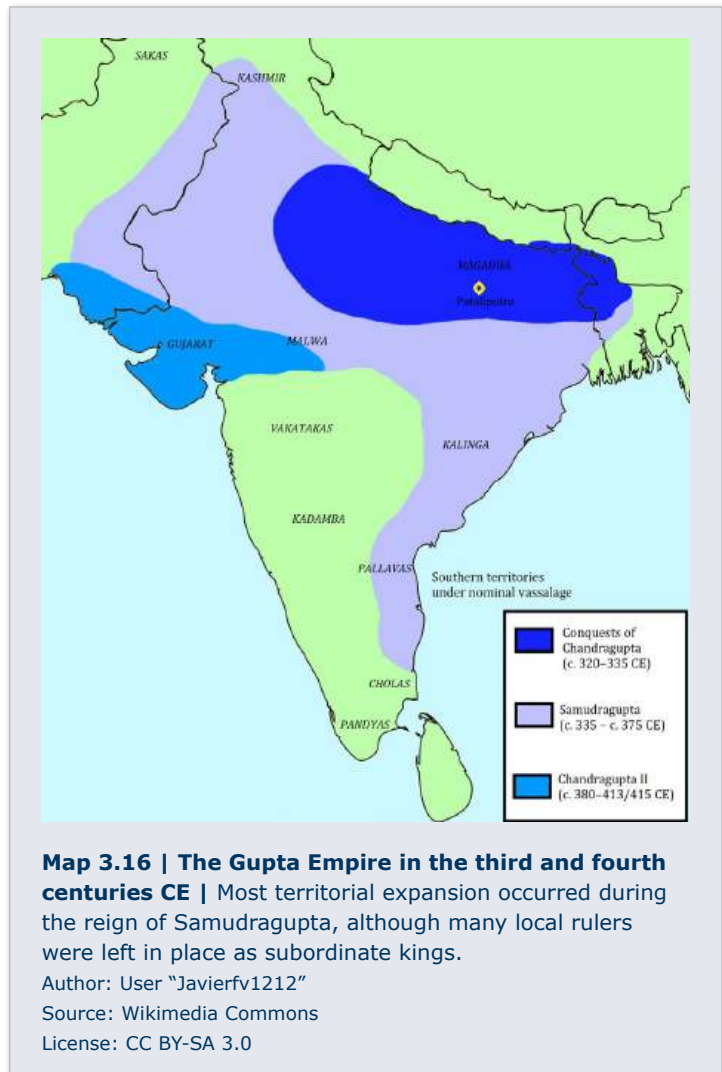 SAKAS
KASHMIR
MAGADHA
Pataliputra
GUJARAT
MALWA
VAKATAKAS
KALINGA
KADAMBA
PALLAVAS
Southern territories
under nominal vassalage
CHOLAS
PANDYAS
Conquests of
Chandragupta
(c. 320–335 CE)
Samudragupta
(c. 335 – c. 375 CE)
Chandragupta II
(c. 380–413/415 CE)
Map 3.16 | The Gupta Empire in the third and fourth
centuries CE | Most territorial expansion occurred during
the reign of Samudragupta, although many local rulers
were left in place as subordinate kings.
Author: User “Javierfv1212”
Source: Wikimedia Commons
License: CC BY-SA 3.0